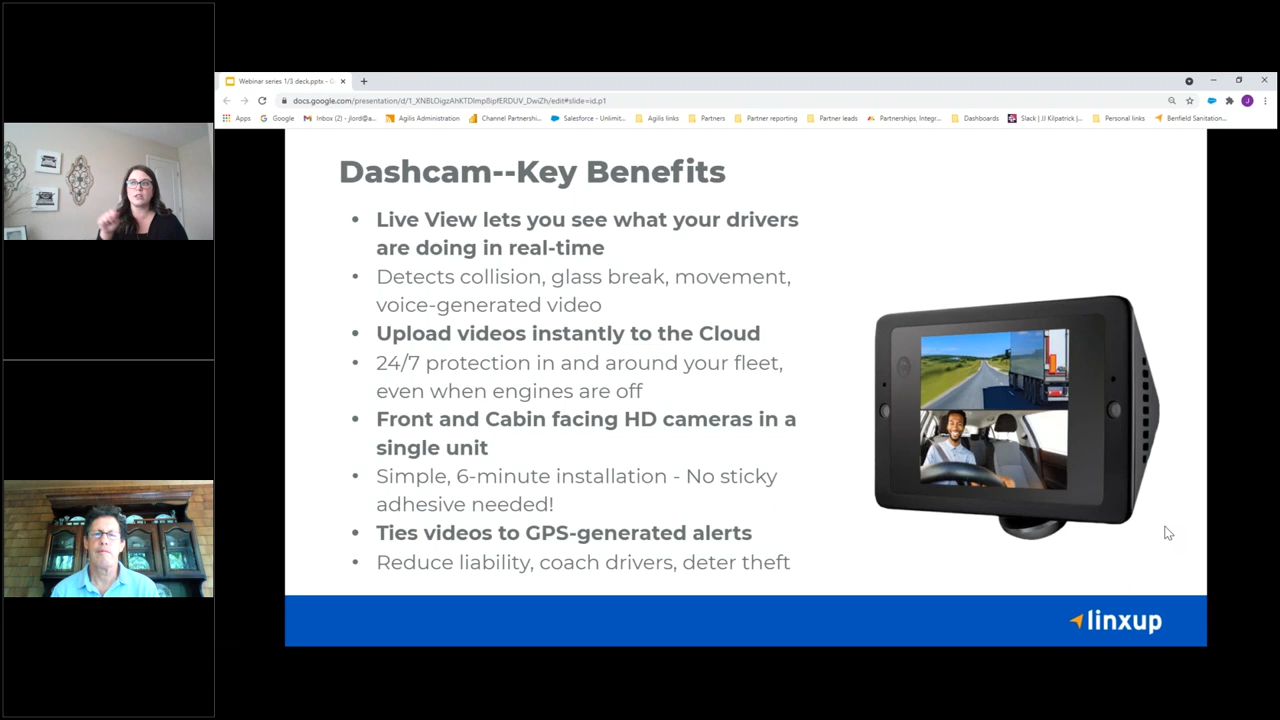 Webinar series 1/3 deck.pptx - G
docs.google.com/presentation/d/1_XNBLOigzAhKTDImp8ipfERDUV_DwiZh/edit#slide=id.p1
Apps Google Inbox (2) - jlord@a... Agilis Administration Channel Partnershi... Salesforce - Unlimit... Agilis links Partners Partner reporting Partner leads Partnerships, Integr... Dashboards Slack | JJ Kilpatrick |... Personal links Benfield Sanitation...
Dashcam--Key Benefits
• Live View lets you see what your drivers
are doing in real-time
• Detects collision, glass break, movement,
voice-generated video
• Upload videos instantly to the Cloud
• 24/7 protection in and around your fleet,
even when engines are off
• Front and Cabin facing HD cameras in a
single unit
• Simple, 6-minute installation - No sticky
adhesive needed!
• Ties videos to GPS-generated alerts
• Reduce liability, coach drivers, deter theft
linxup